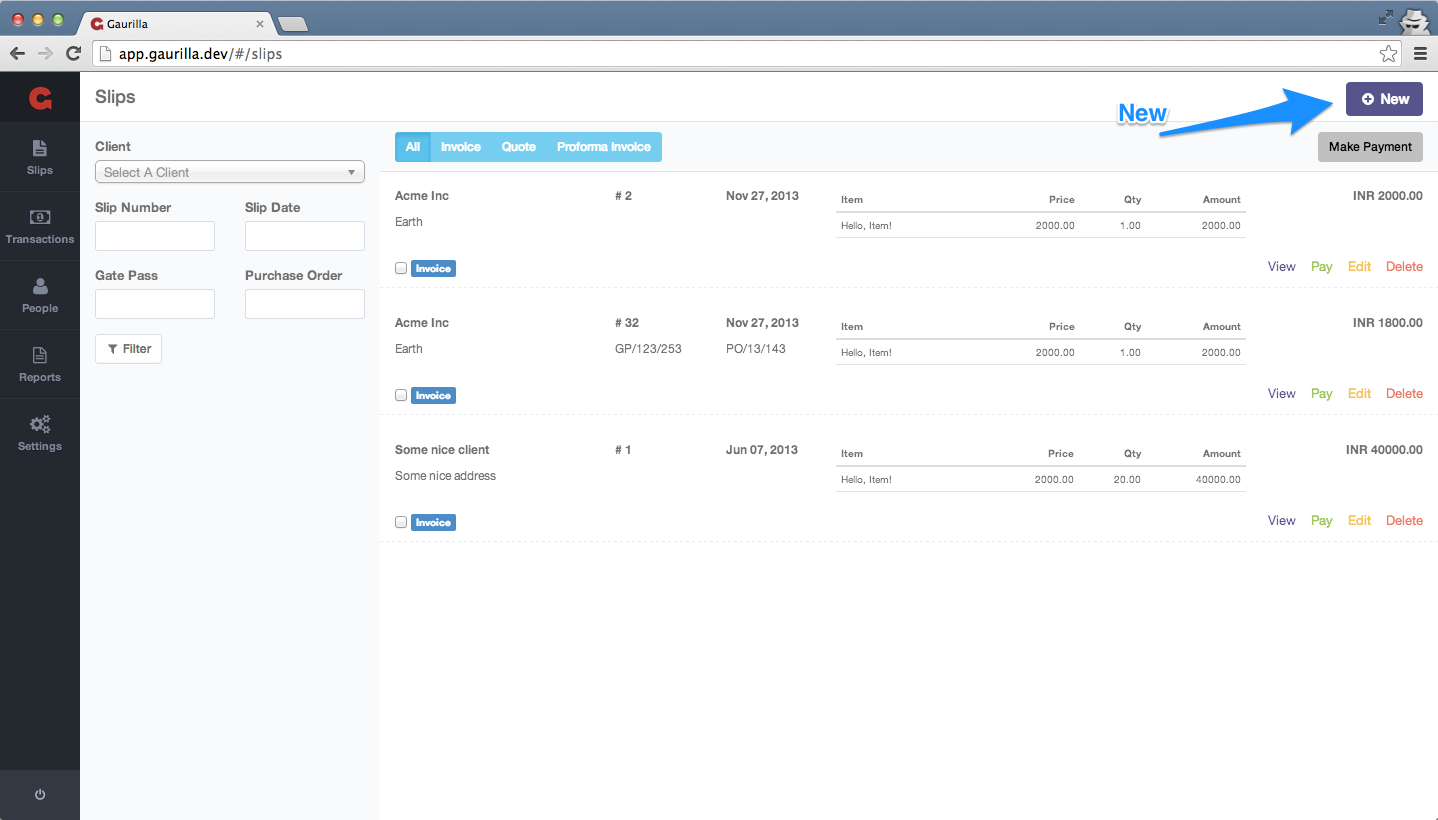 Gaurilla
app.gaurilla.dev/#/slips
Slips
New
New
Slips
Transactions
People
Reports
Settings
Client
Select A Client
Slip Number Slip Date
Gate Pass Purchase Order
Filter
All Invoice Quote Proforma Invoice
Make Payment
Acme Inc # 2 Nov 27, 2013 INR 2000.00
Earth
Item Price Qty Amount
Hello, Item! 2000.00 1.00 2000.00
Invoice View Pay Edit Delete
Acme Inc # 32 Nov 27, 2013 INR 1800.00
Earth GP/123/253 PO/13/143
Item Price Qty Amount
Hello, Item! 2000.00 1.00 2000.00
Invoice View Pay Edit Delete
Some nice client # 1 Jun 07, 2013 INR 40000.00
Some nice address
Item Price Qty Amount
Hello, Item! 2000.00 20.00 40000.00
Invoice View Pay Edit Delete